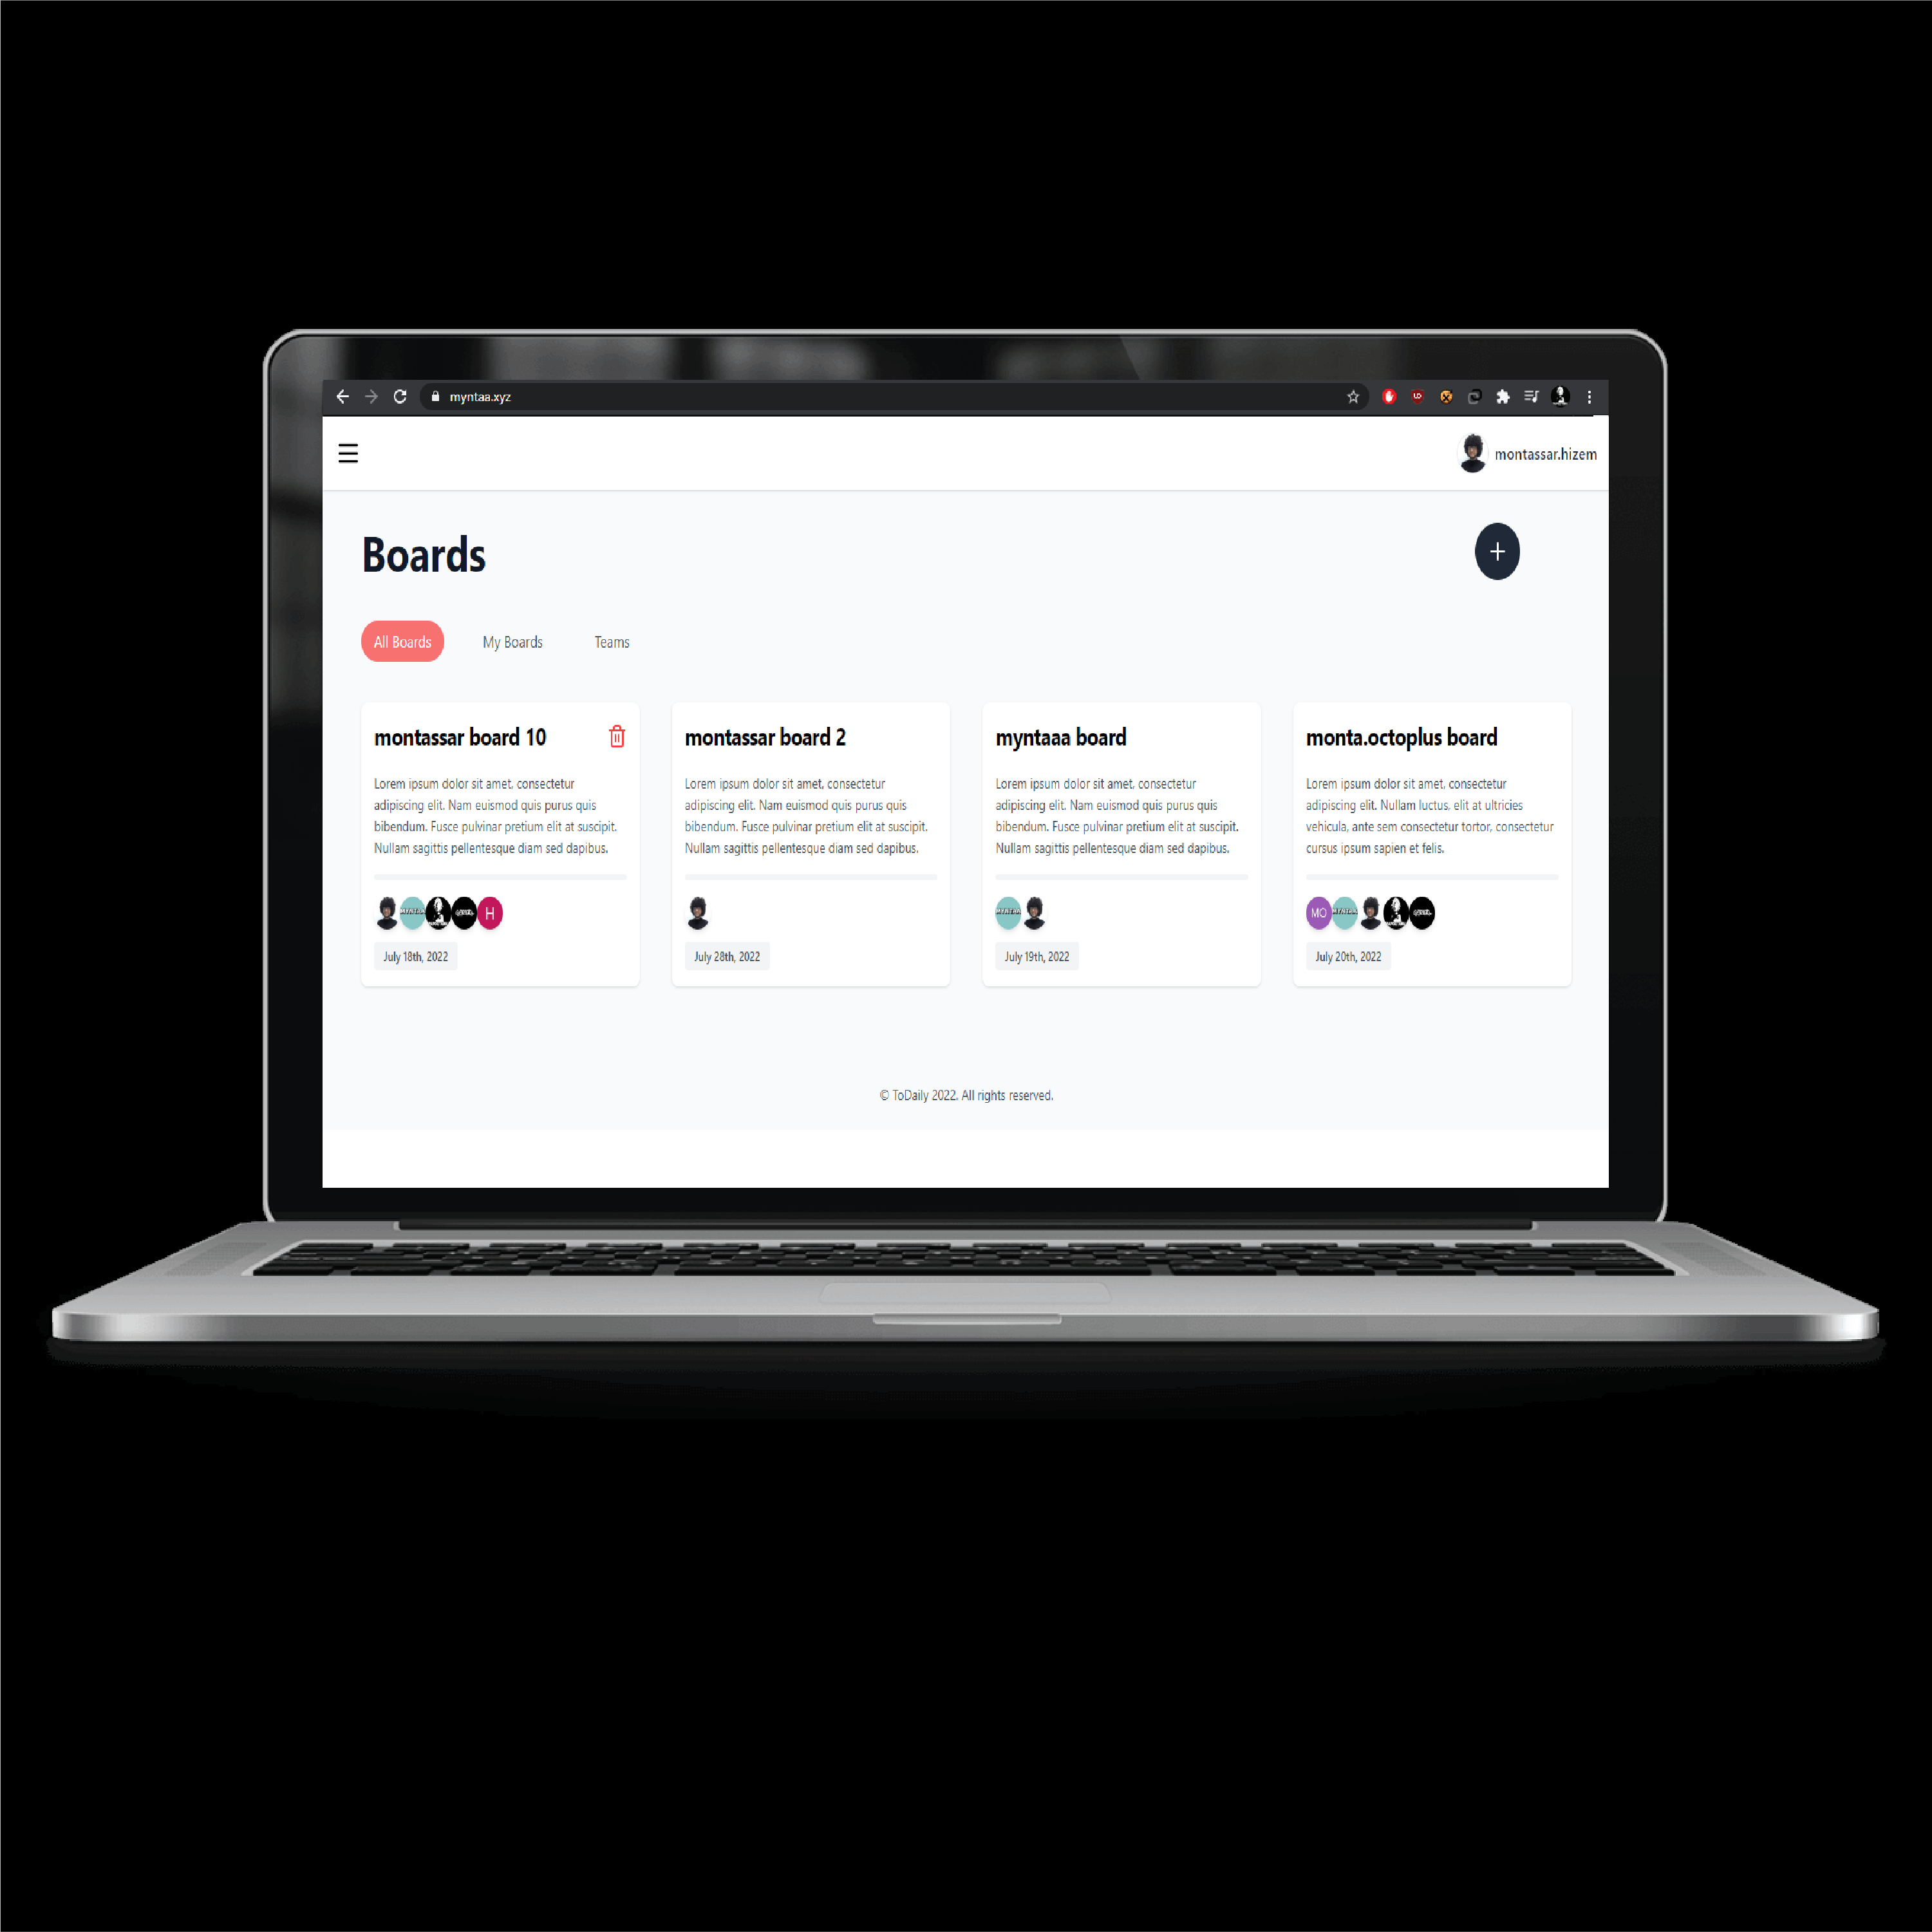 myntaa.xyz
montassar.hizem
Boards
All Boards
My Boards
Teams
montassar board 10
Lorem ipsum dolor sit amet, consectetur
adipiscing elit. Nam euismod quis purus quis
bibendum. Fusce pulvinar pretium elit at suscipit.
Nullam sagittis pellentesque diam sed dapibus.
H
July 18th, 2022
montassar board 2
Lorem ipsum dolor sit amet, consectetur
adipiscing elit. Nam euismod quis purus quis
bibendum. Fusce pulvinar pretium elit at suscipit.
Nullam sagittis pellentesque diam sed dapibus.
July 28th, 2022
myntaaa board
Lorem ipsum dolor sit amet, consectetur
adipiscing elit. Nam euismod quis purus quis
bibendum. Fusce pulvinar pretium elit at suscipit.
Nullam sagittis pellentesque diam sed dapibus.
July 19th, 2022
monta.octoplus board
Lorem ipsum dolor sit amet, consectetur
adipiscing elit. Nullam luctus, elit at ultricies
vehicula, ante sem consectetur tortor, consectetur
cursus ipsum sapien et felis.
MO
July 20th, 2022
© ToDaily 2022. All rights reserved.